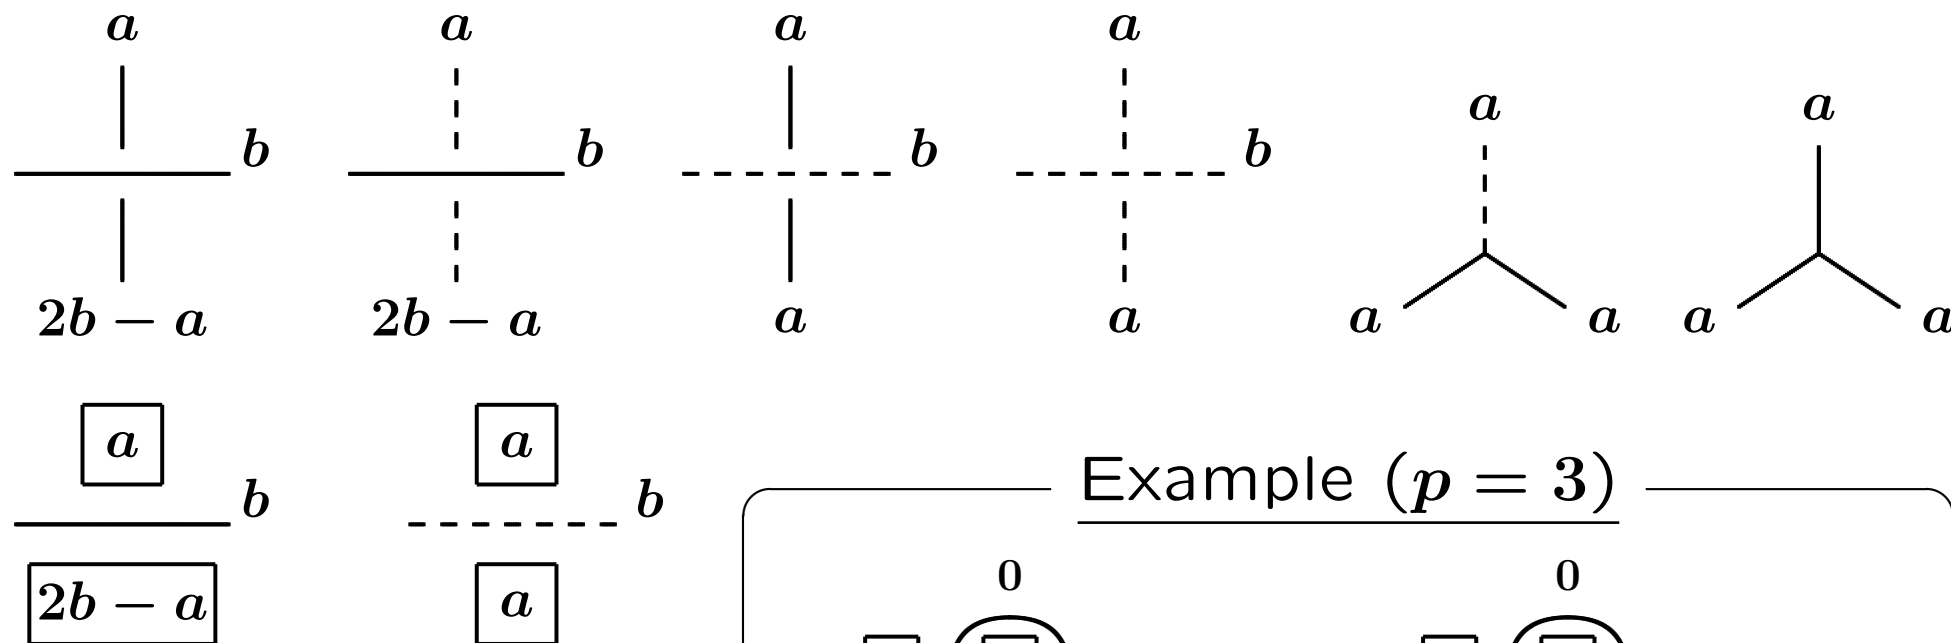 a a a a
a a
b b b b
2b − a 2b − a a a a a a a
a a
b b
Example (p = 3)
2b − a a
0 0